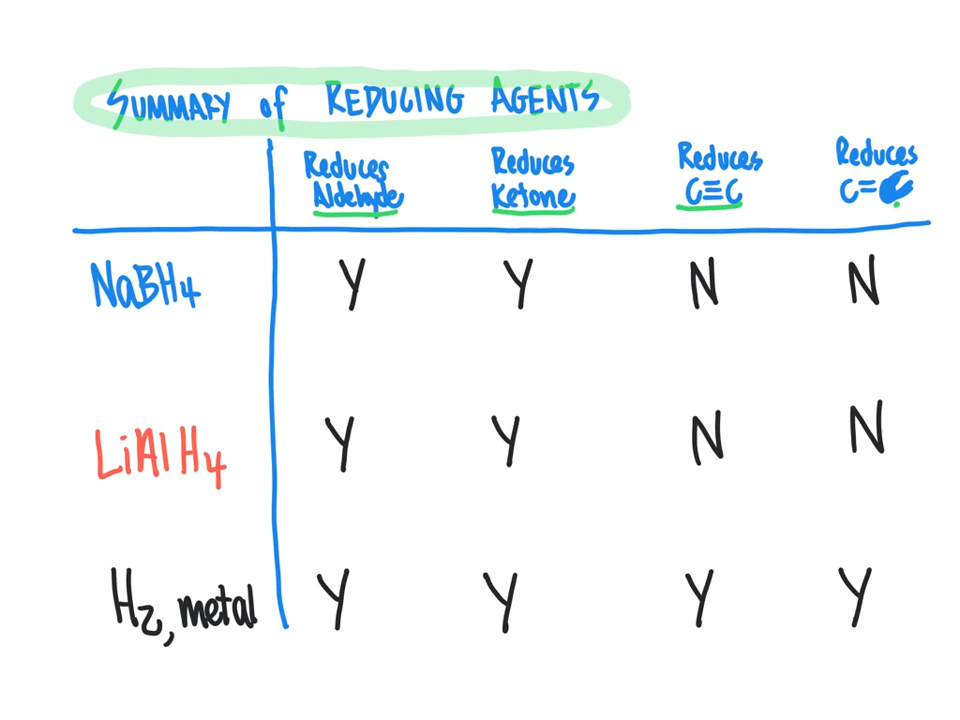 SUMMARY of REDUCING AGENTS
Reduces Aldehyde Reduces Ketone Reduces C≡C Reduces C=C
NaBH4 Y Y N N
LiAlH4 Y Y N N
H2, metal Y Y Y Y